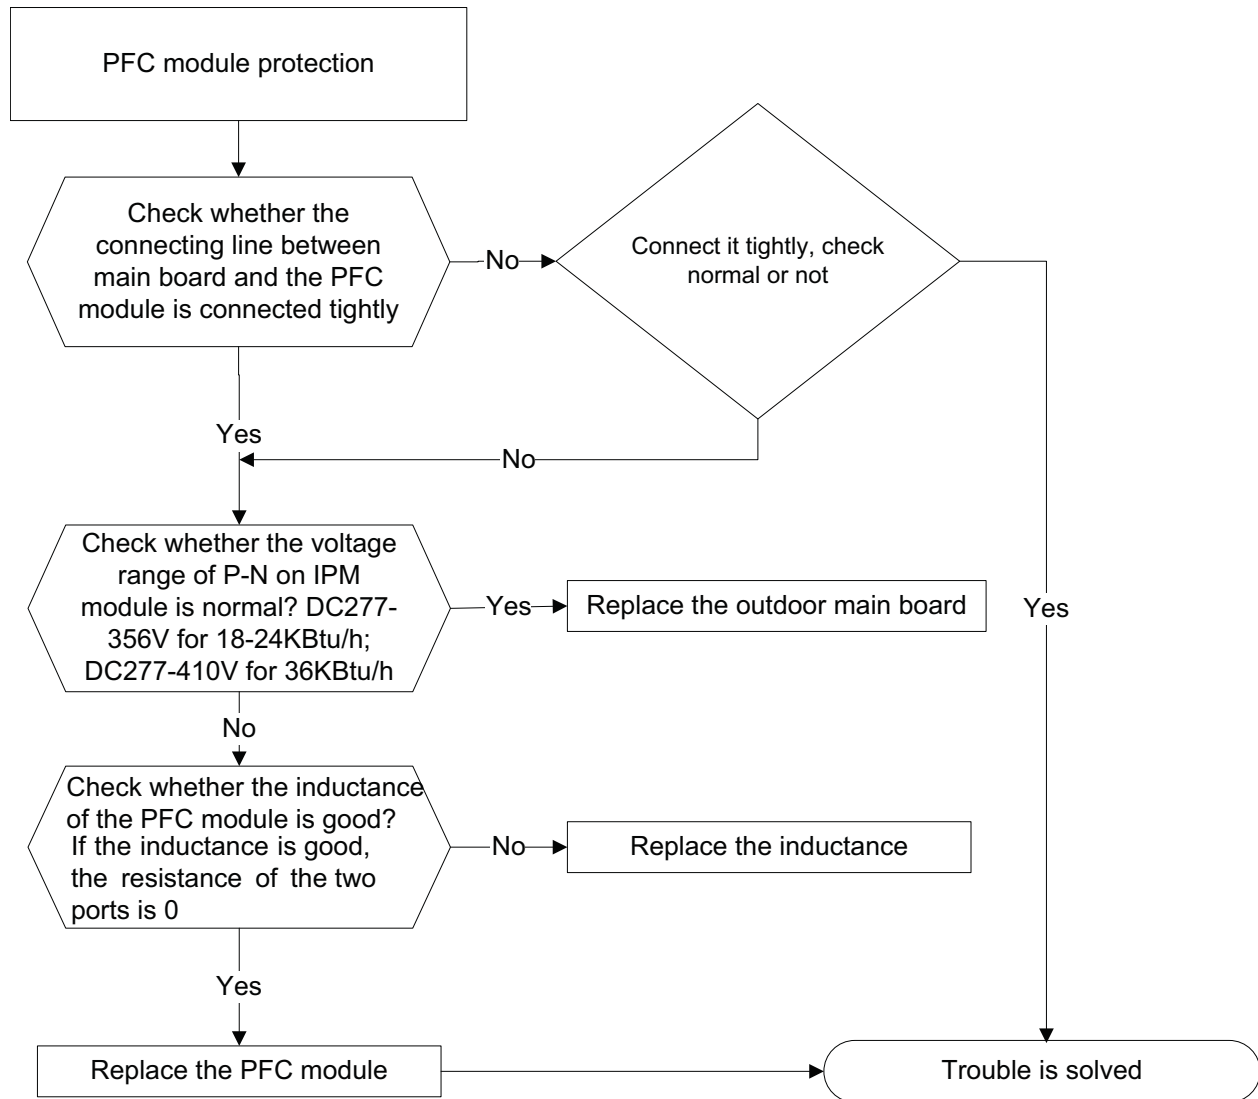 PFC module protection
Check whether the
connecting line between
main board and the PFC
module is connected tightly
No
Connect it tightly, check
normal or not
Yes
No
Check whether the voltage
range of P-N on IPM
module is normal? DC277-
356V for 18-24KBtu/h;
DC277-410V for 36KBtu/h
Yes
Replace the outdoor main board
Yes
No
Check whether the inductance
of the PFC module is good?
If the inductance is good,
the resistance of the two
ports is 0
No
Replace the inductance
Yes
Replace the PFC module
Trouble is solved